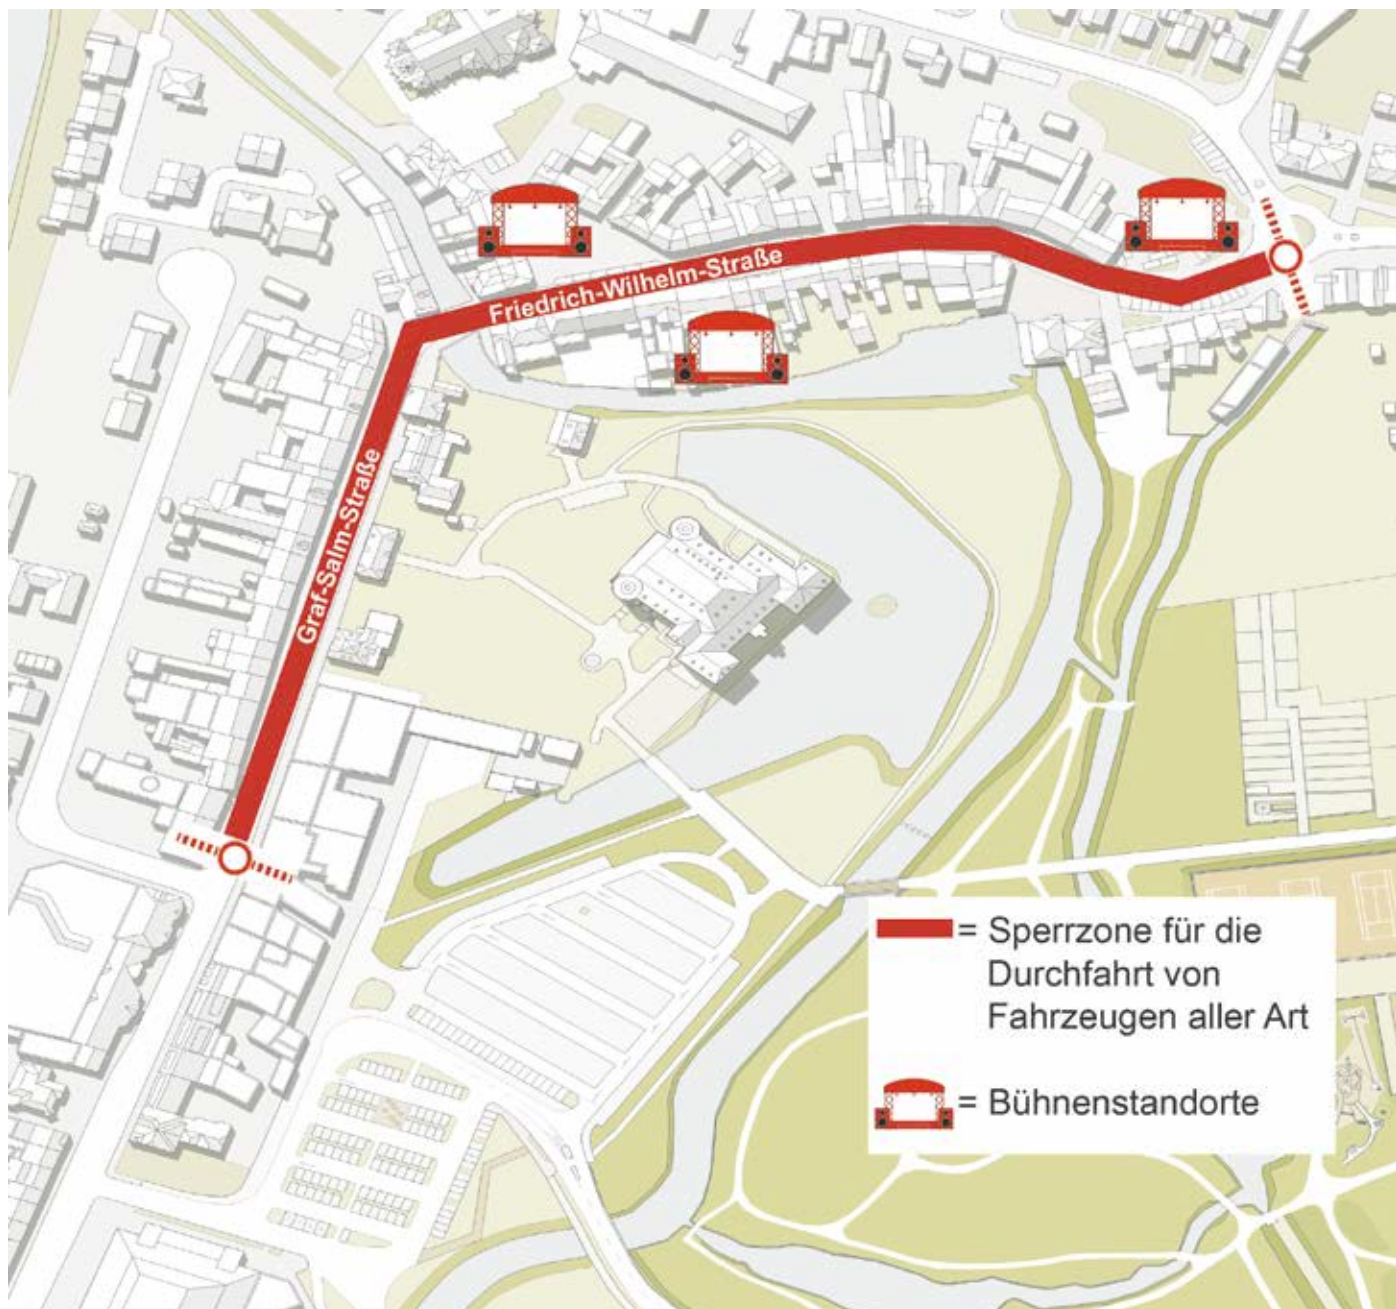 Friedrich-Wilhelm-Straße
Graf-Salm-Straße
= Sperrzone für die
Durchfahrt von
Fahrzeugen aller Art
= Bühnenstandorte